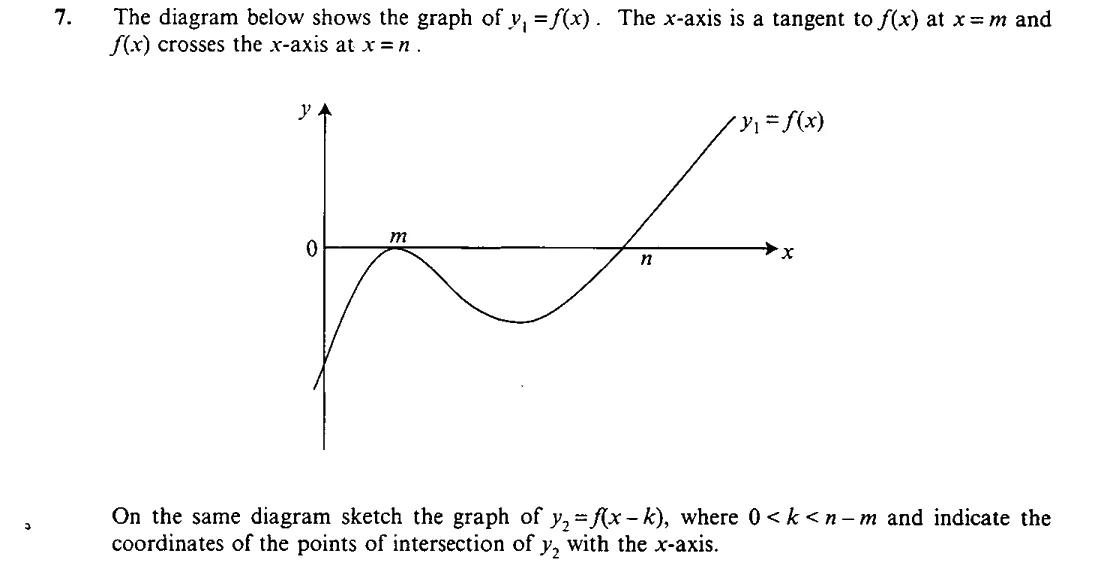 7. The diagram below shows the graph of y₁ = f(x). The x-axis is a tangent to f(x) at x = m and
f(x) crosses the x-axis at x = n.
y
y₁ = f(x)
m
0
x
n
On the same diagram sketch the graph of y₂ = f(x – k), where 0 < k < n – m and indicate the
coordinates of the points of intersection of y₂ with the x-axis.